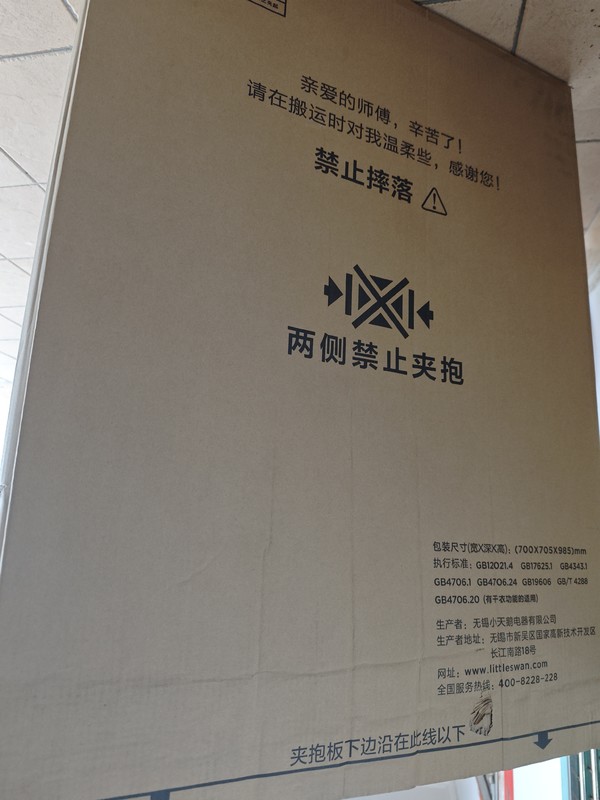 亲爱的师傅，辛苦了！
请在搬运时对我温柔些，感谢您！
禁止摔落
两侧禁止夹抱
包装尺寸(宽X深X高)：(700X705X985)mm
执行标准：GB12021.4 GB17625.1 GB4343.1
GB4706.1 GB4706.24 GB19606 GB/T 4288
GB4706.20 (有干衣功能的适用)
生产者：无锡小天鹅电器有限公司
生产者地址：无锡市新吴区国家高新技术开发区
长江南路18号
网址：www.littleswan.com
全国服务热线：400-8228-228
夹抱板下边沿在此线以下